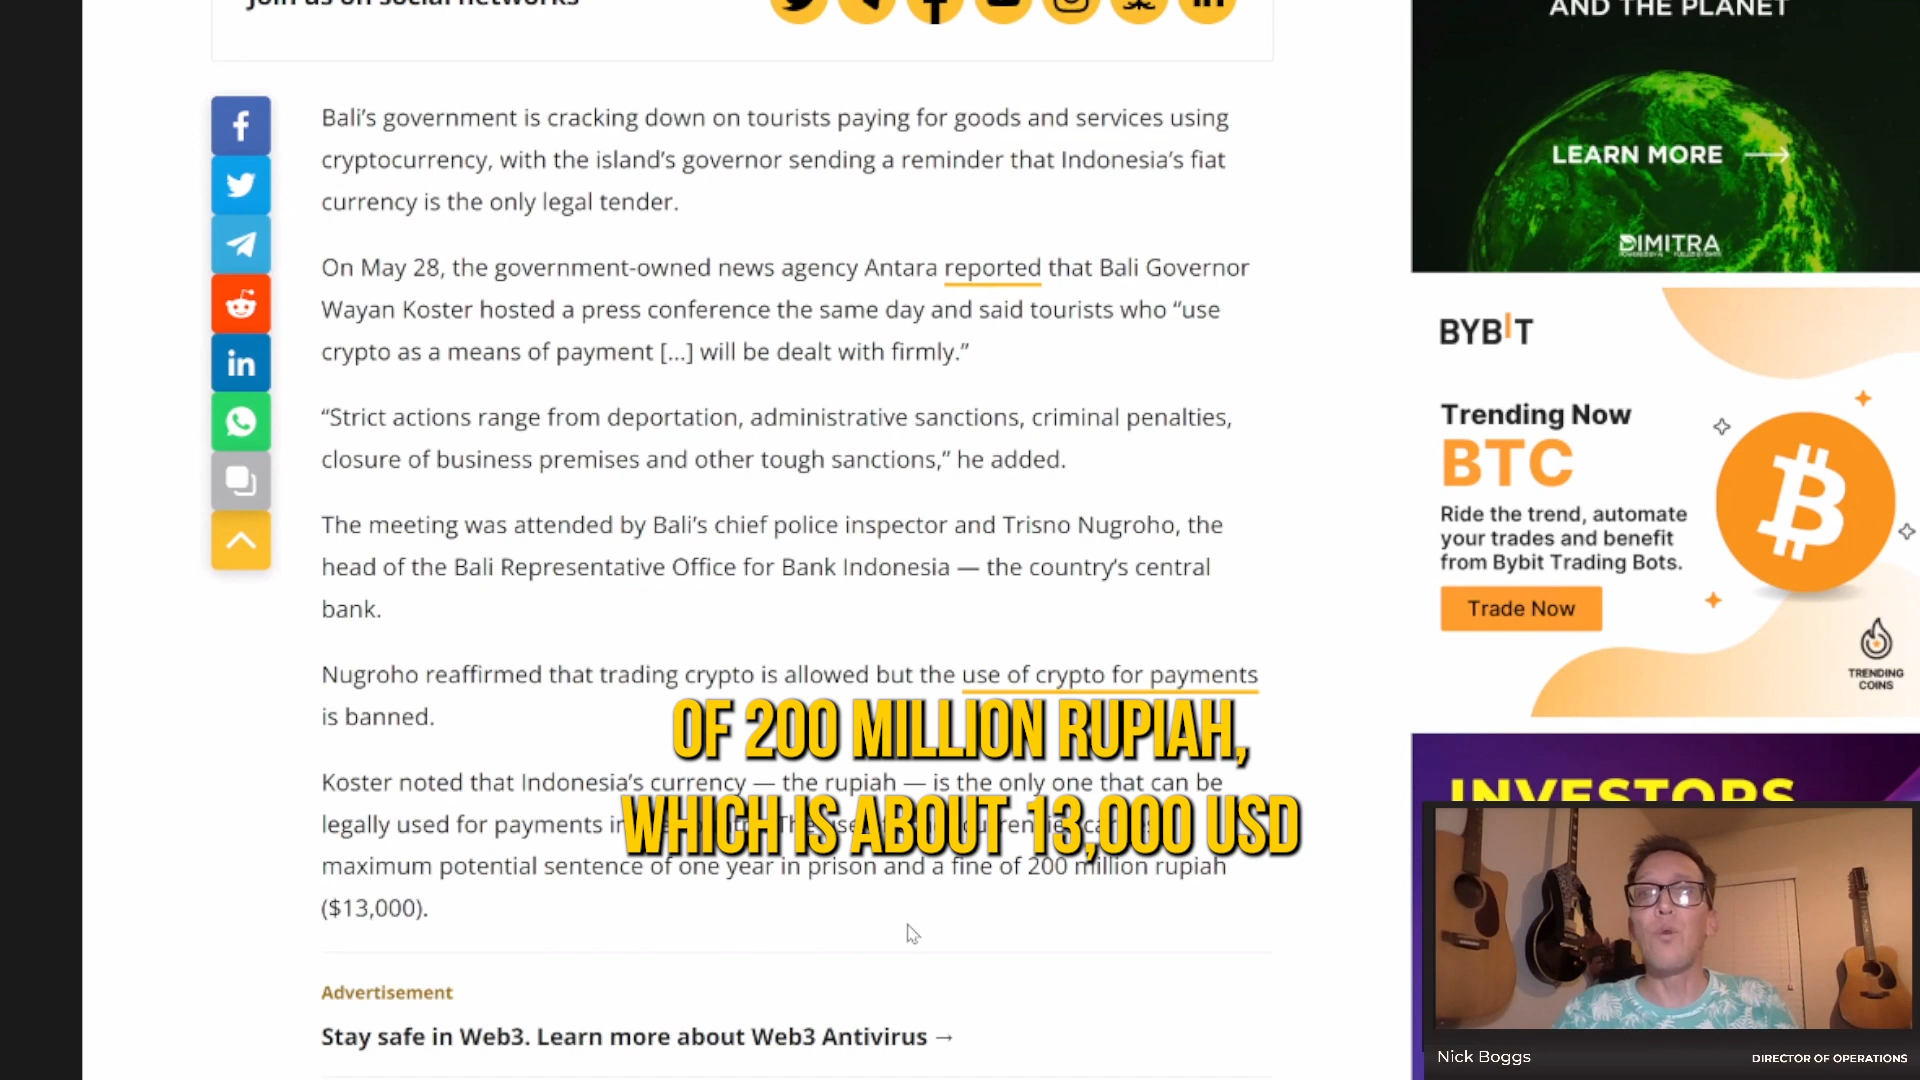 Join us on social networks
AND THE PLANET
LEARN MORE
DIMITRA
Bali’s government is cracking down on tourists paying for goods and services using
cryptocurrency, with the island’s governor sending a reminder that Indonesia’s fiat
currency is the only legal tender.
On May 28, the government-owned news agency Antara reported that Bali Governor
Wayan Koster hosted a press conference the same day and said tourists who “use
crypto as a means of payment [...] will be dealt with firmly.”
“Strict actions range from deportation, administrative sanctions, criminal penalties,
closure of business premises and other tough sanctions,” he added.
The meeting was attended by Bali’s chief police inspector and Trisno Nugroho, the
head of the Bali Representative Office for Bank Indonesia — the country’s central
bank.
Nugroho reaffirmed that trading crypto is allowed but the use of crypto for payments
is banned.
Koster noted that Indonesia’s currency — the rupiah — is the only one that can be
legally used for payments
maximum potential sentence of one year in prison and a fine of 200 million rupiah
($13,000).
OF 200 MILLION RUPIAH,
WHICH IS ABOUT 13,000 USD
Advertisement
Stay safe in Web3. Learn more about Web3 Antivirus →
BYBIT
Trending Now
BTC
Ride the trend, automate
your trades and benefit
from Bybit Trading Bots.
Trade Now
TRENDING
COINS
INVESTORS
Nick Boggs
DIRECTOR OF OPERATIONS